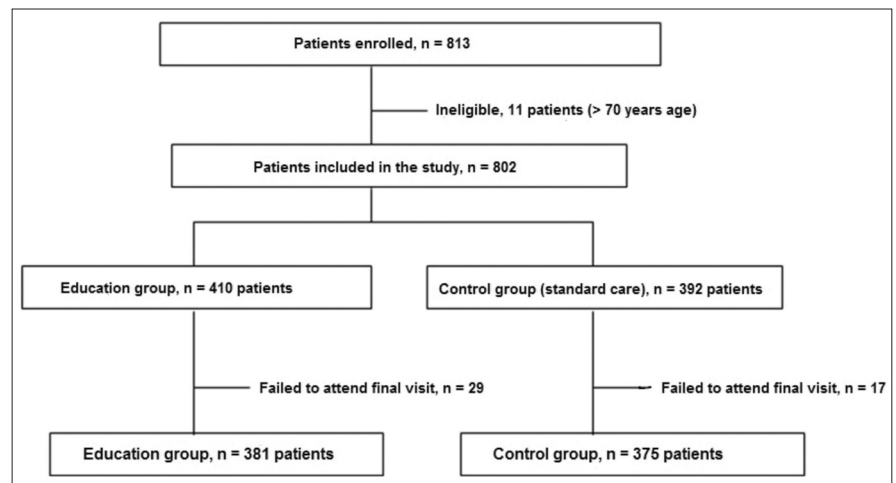 Patients enrolled, n = 813
Ineligible, 11 patients (> 70 years age)
Patients included in the study, n = 802
Education group, n = 410 patients
Control group (standard care), n = 392 patients
Failed to attend final visit, n = 29
Failed to attend final visit, n = 17
Education group, n = 381 patients
Control group, n = 375 patients